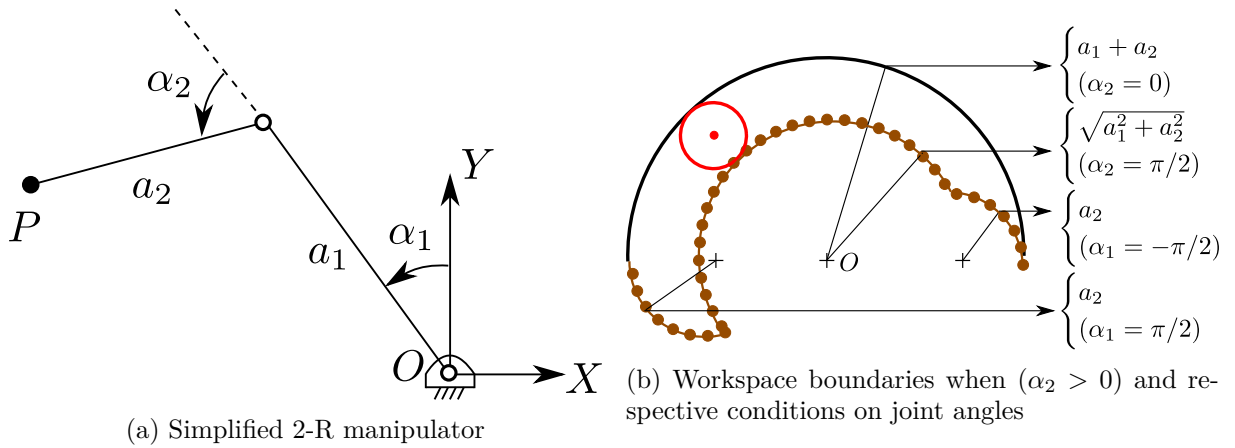 α₂
a₂
P
a₁
α₁
Y
O
X
(a) Simplified 2-R manipulator
a₁ + a₂
(α₂ = 0)
√(a₁² + a₂²)
(α₂ = π/2)
a₂
(α₁ = −π/2)
O
a₂
(α₁ = π/2)
(b) Workspace boundaries when (α₂ > 0) and re-
spective conditions on joint angles